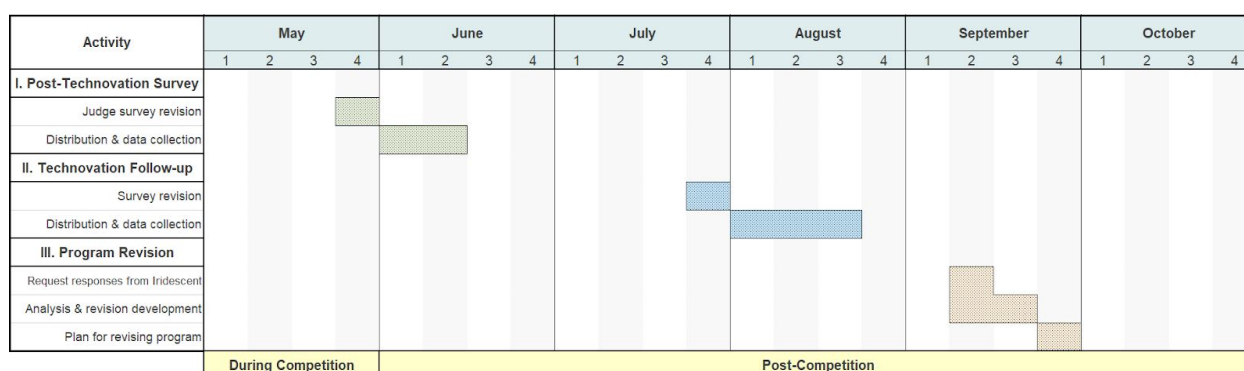 Activity May June July August September October
1 2 3 4 1 2 3 4 1 2 3 4 1 2 3 4 1 2 3 4 1 2 3 4
I. Post-Technovation Survey
Judge survey revision
Distribution & data collection
II. Technovation Follow-up
Survey revision
Distribution & data collection
III. Program Revision
Request responses from Iridescent
Analysis & revision development
Plan for revising program
During Competition Post-Competition